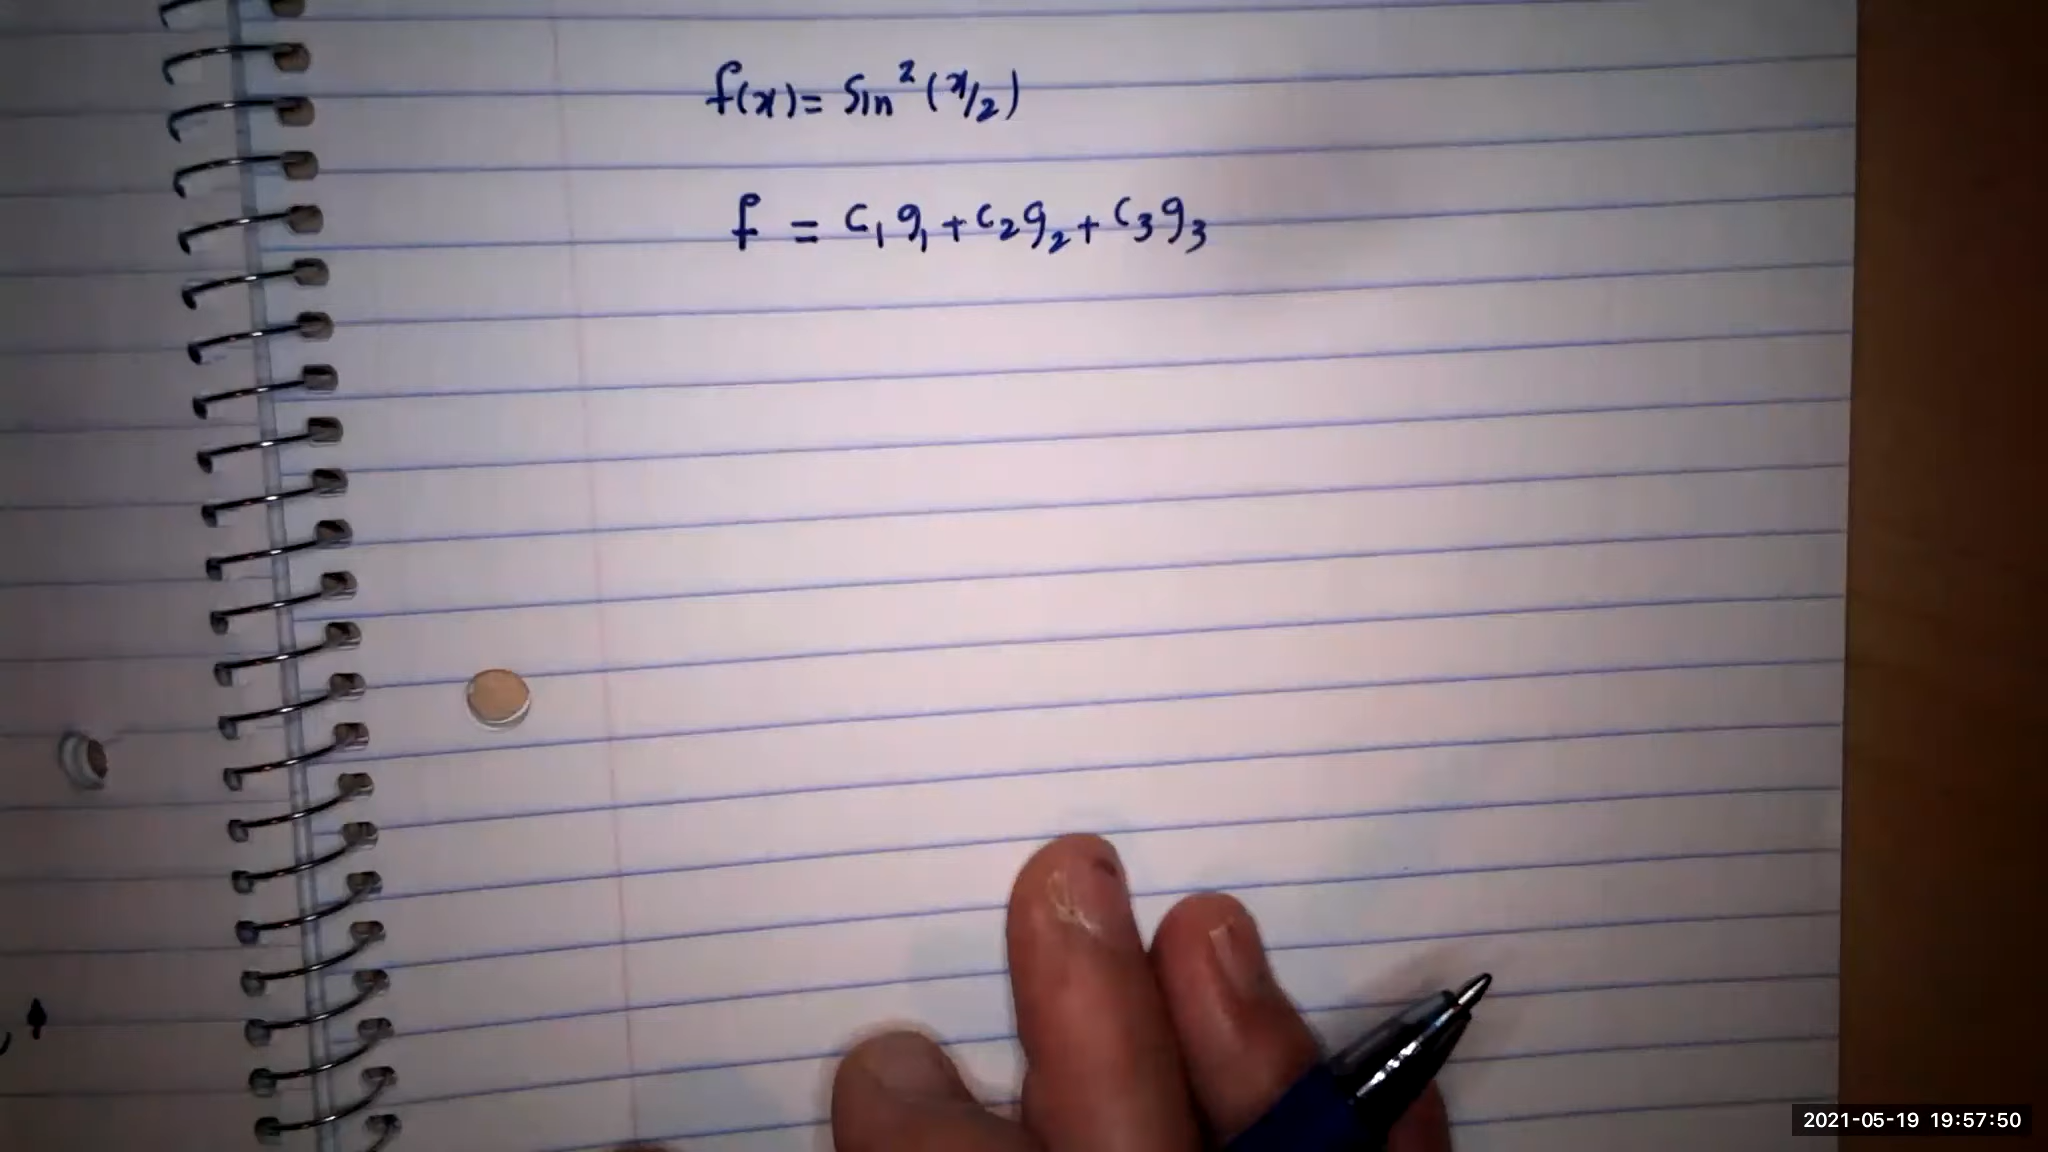 f(x) = Sin²(x/2)
f = c₁g₁ + c₂g₂ + c₃g₃
2021-05-19 19:57:50